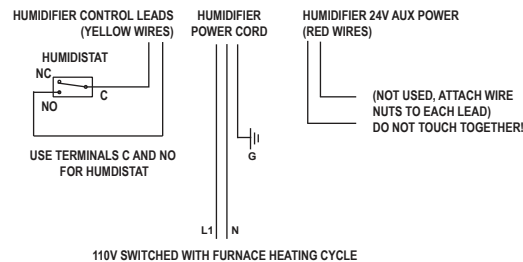 HUMIDIFIER CONTROL LEADS
(YELLOW WIRES)
HUMIDIFIER
POWER CORD
HUMIDIFIER 24V AUX POWER
(RED WIRES)
HUMIDISTAT
NC
C
NO
(NOT USED, ATTACH WIRE
NUTS TO EACH LEAD)
DO NOT TOUCH TOGETHER!
USE TERMINALS C AND NO
FOR HUMDISTAT
G
L1 N
110V SWITCHED WITH FURNACE HEATING CYCLE